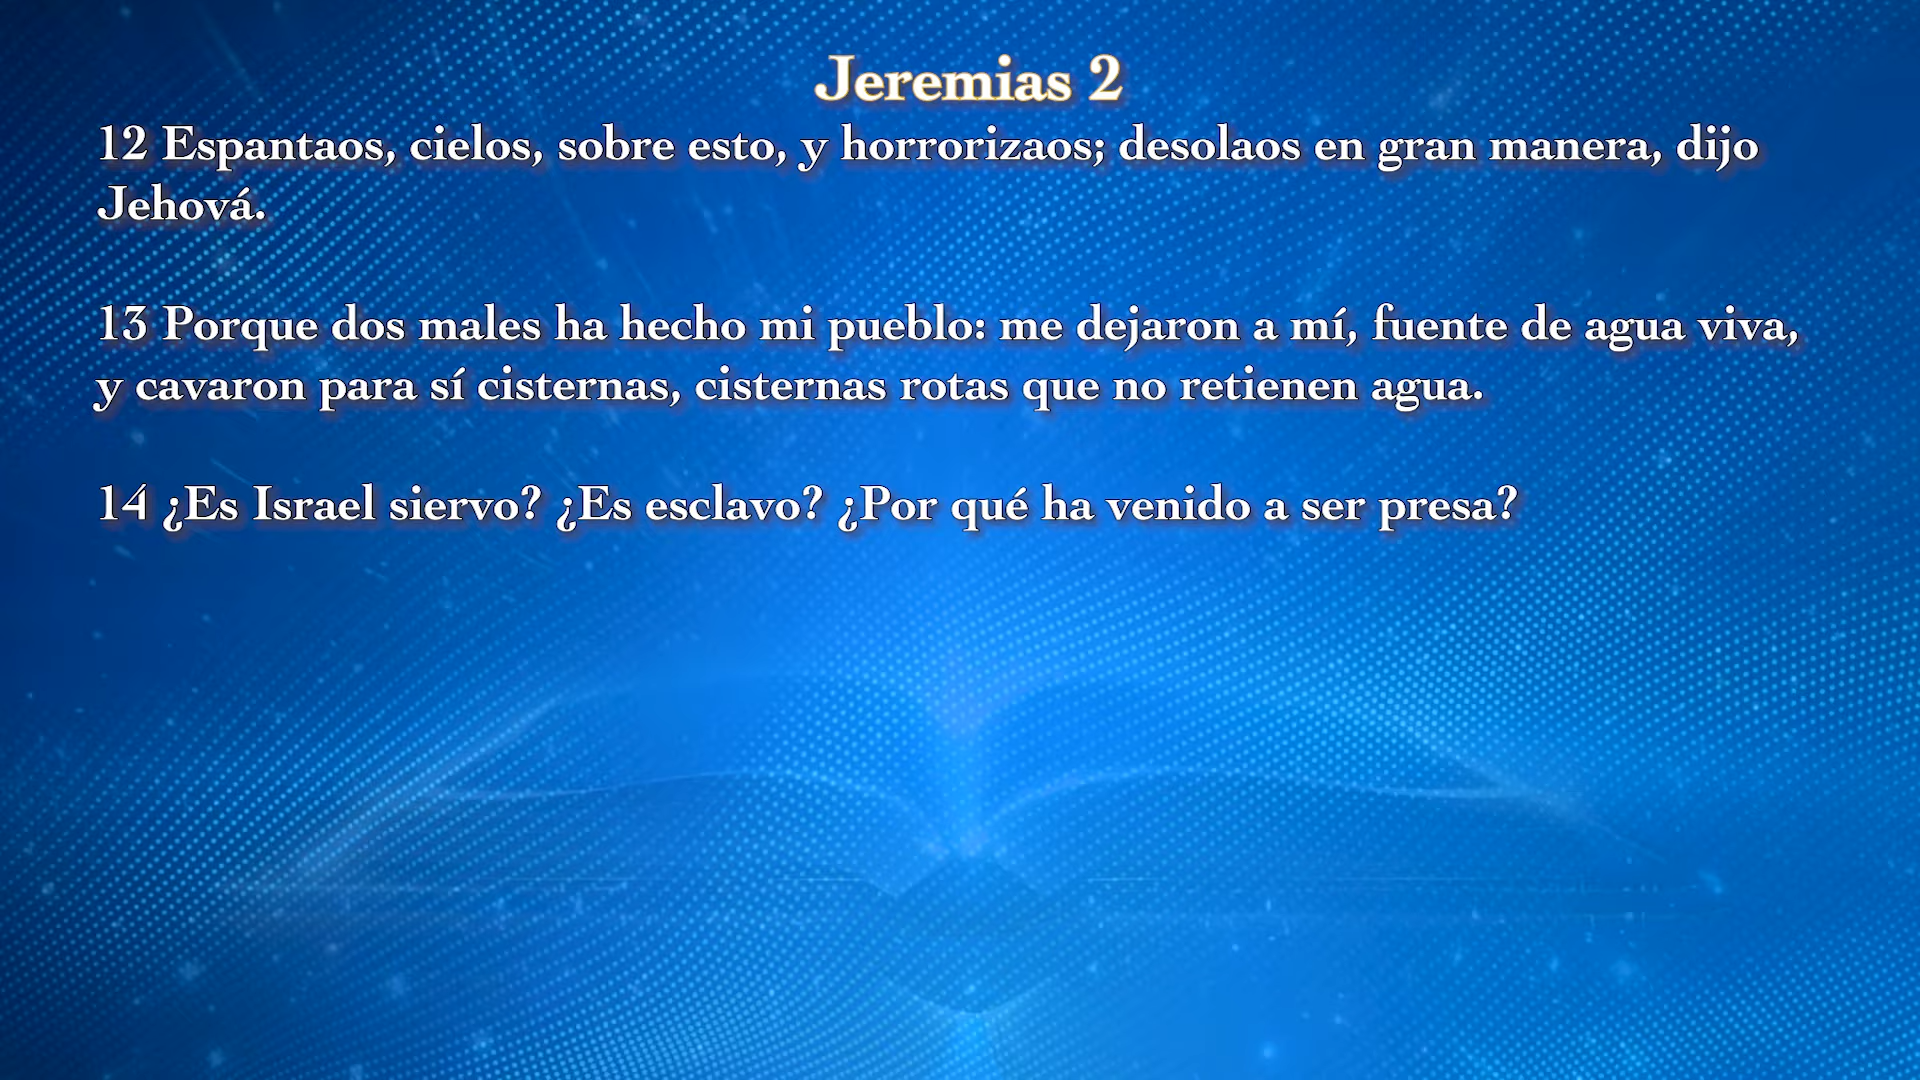 Jeremias 2
12 Espantaos, cielos, sobre esto, y horrorizaos; desolaos en gran manera, dijo
Jehová.
13 Porque dos males ha hecho mi pueblo: me dejaron a mí, fuente de agua viva,
y cavaron para sí cisternas, cisternas rotas que no retienen agua.
14 ¿Es Israel siervo? ¿Es esclavo? ¿Por qué ha venido a ser presa?